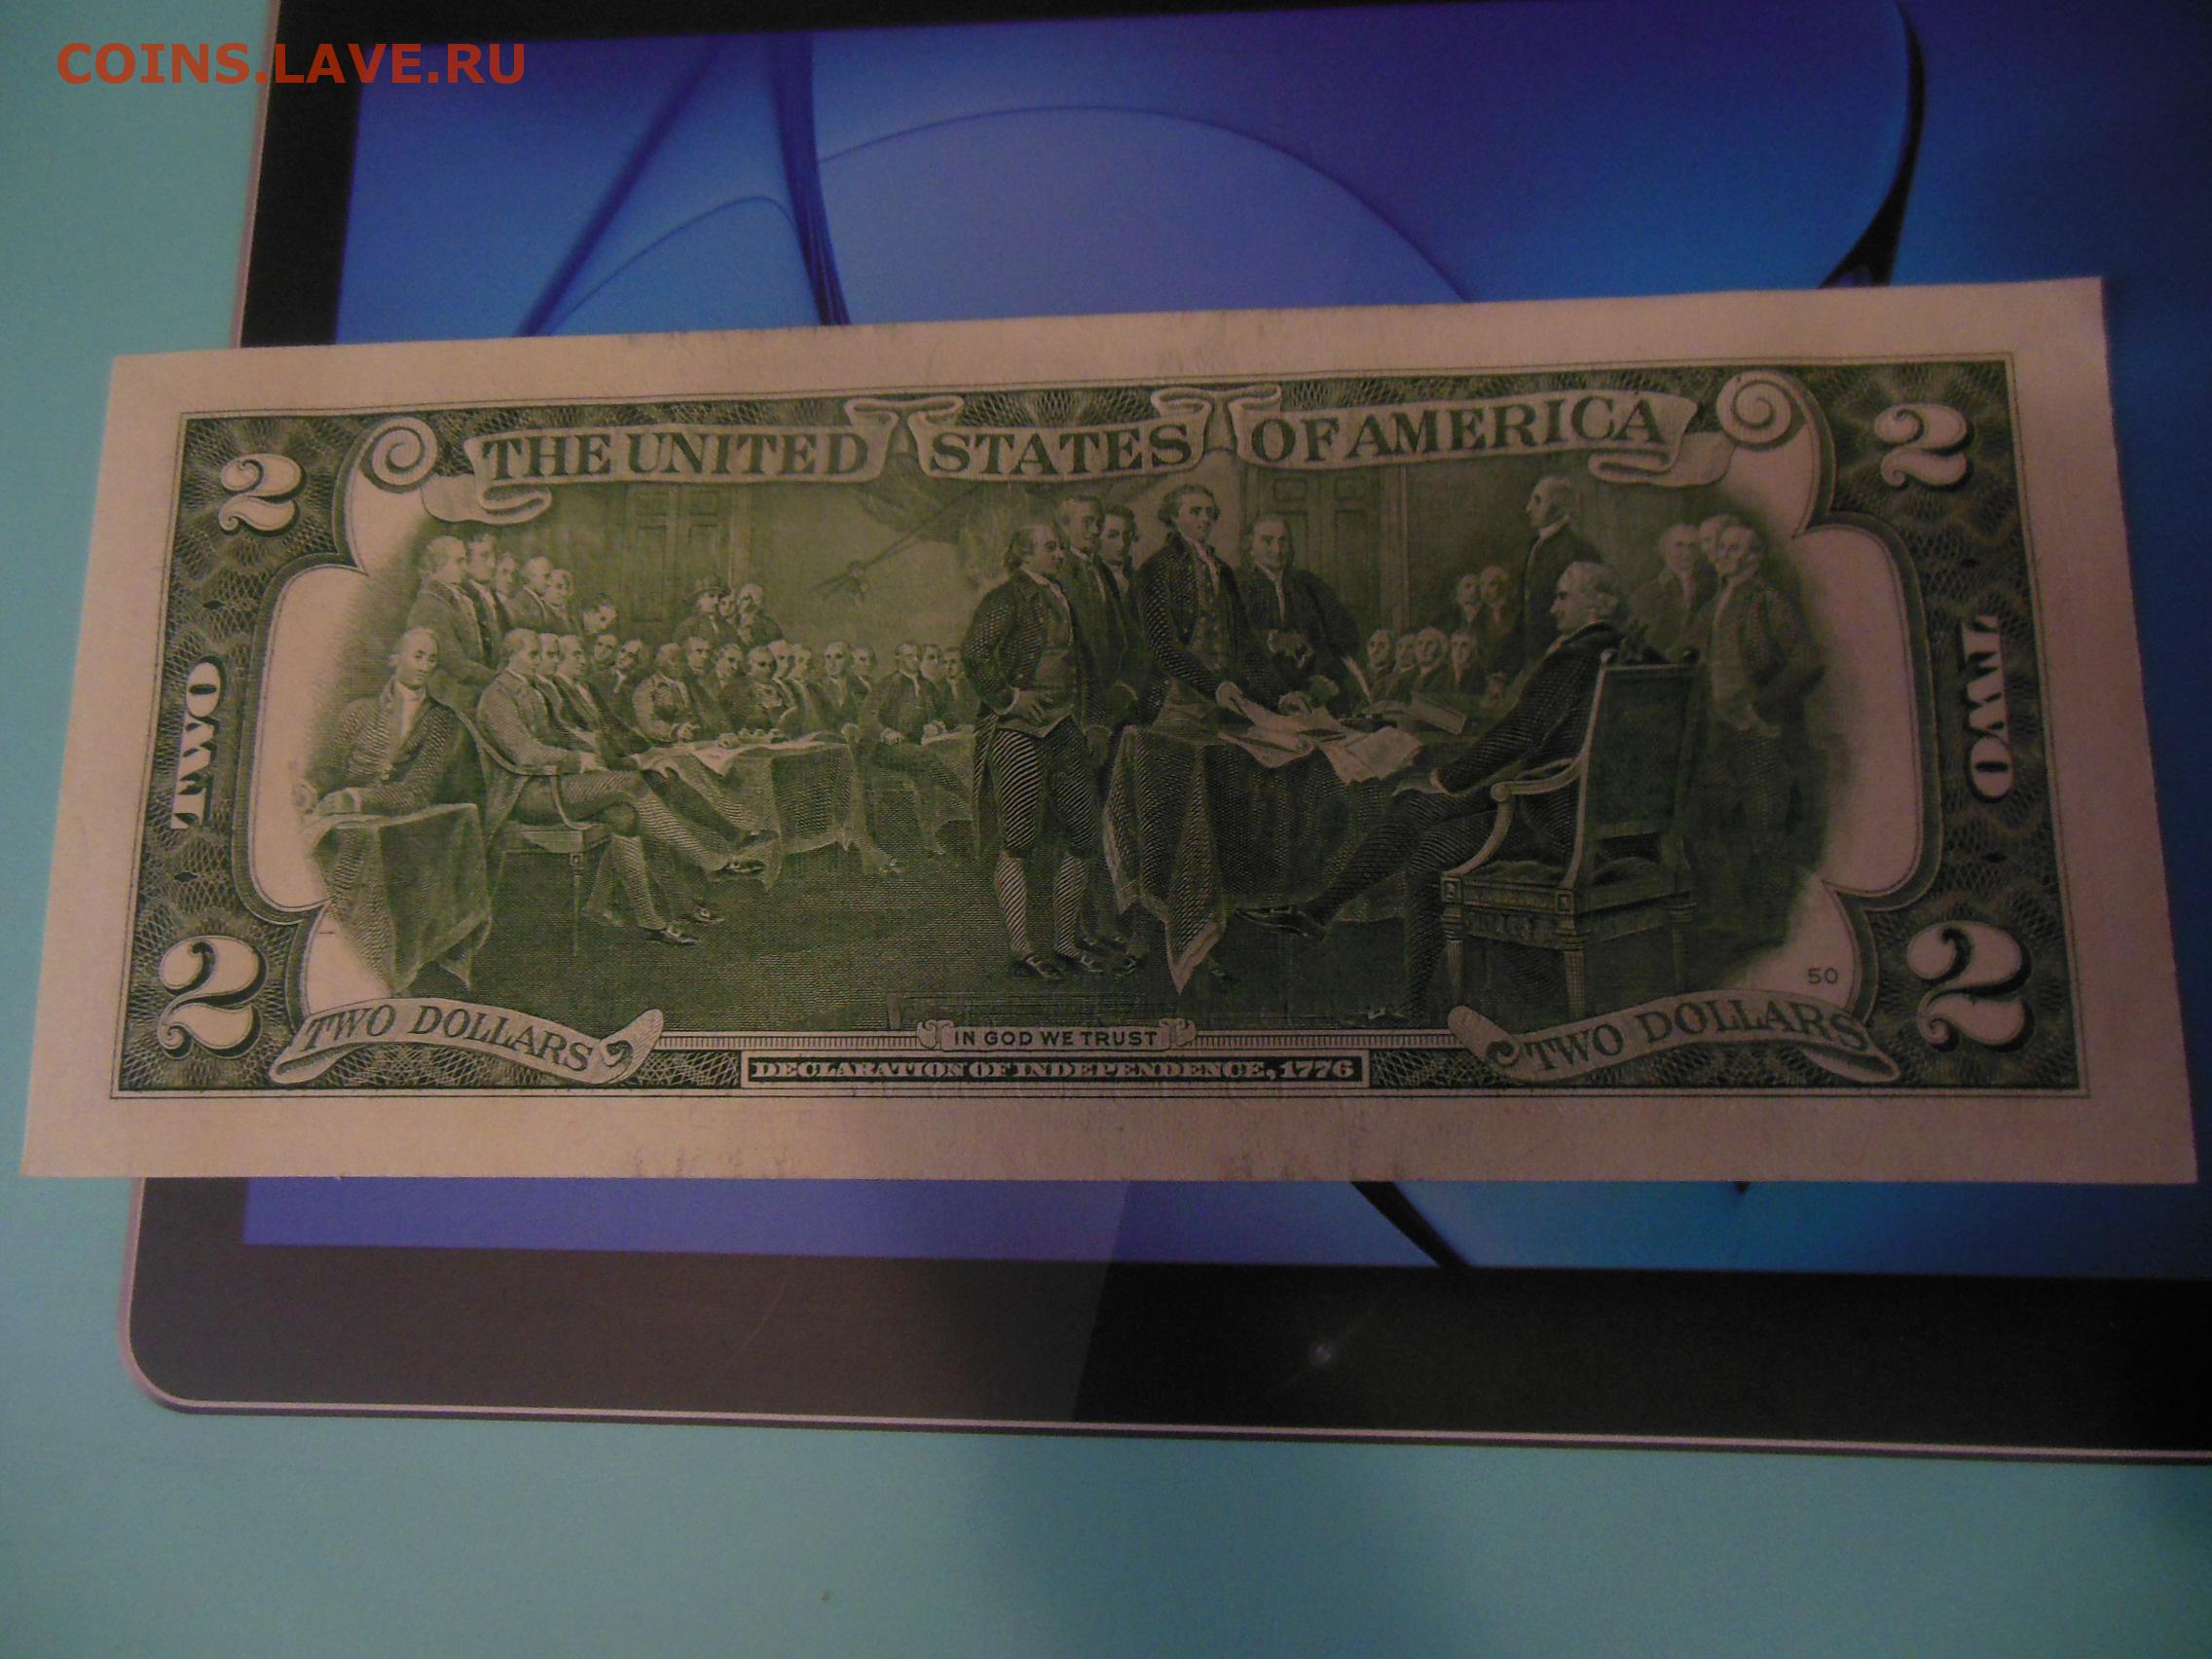 COINS.LAVE.RU
THE UNITED STATES OF AMERICA
2
2
TWO
TWO
50
2
2
TWO DOLLARS
TWO DOLLARS
IN GOD WE TRUST
DECLARATION OF INDEPENDENCE, 1776